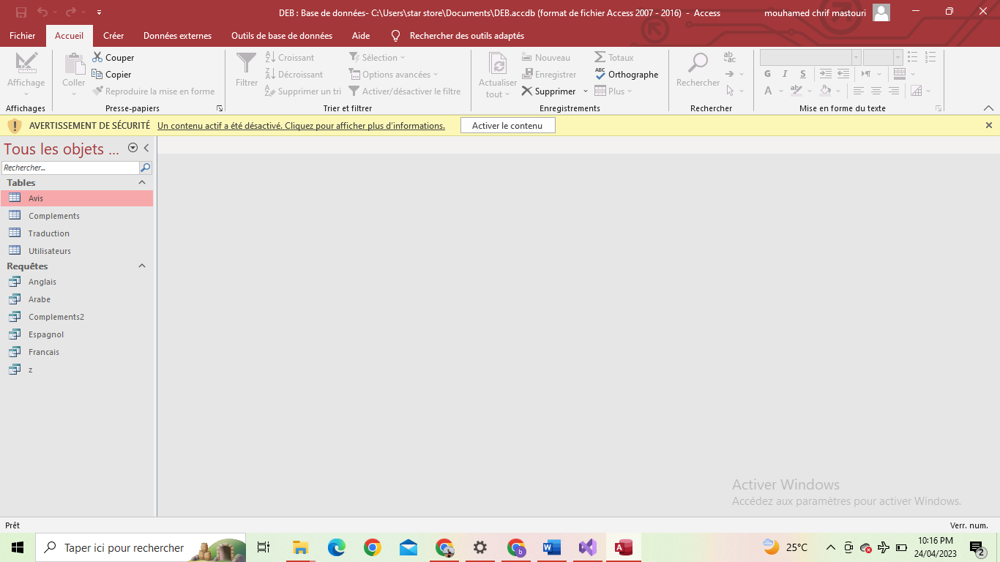 DEB : Base de données- C:\Users\star store\Documents\DEB.accdb (format de fichier Access 2007 - 2016) - Access
mouhamed chrif mastouri
Fichier
Accueil
Créer
Données externes
Outils de base de données
Aide
Rechercher des outils adaptés
Affichage
Affichages
Coller
Couper
Copier
Reproduire la mise en forme
Presse-papiers
Filtrer
Croissant
Décroissant
Supprimer un tri
Sélection
Options avancées
Activer/désactiver le filtre
Trier et filtrer
Actualiser
tout
Nouveau
Enregistrer
Supprimer
Totaux
Orthographe
Plus
Enregistrements
Rechercher
Rechercher
G I S
A
Mise en forme du texte
AVERTISSEMENT DE SÉCURITÉ Un contenu actif a été désactivé. Cliquez pour afficher plus d'informations.
Activer le contenu
Tous les objets ...
Rechercher...
Tables
Avis
Complements
Traduction
Utilisateurs
Requêtes
Anglais
Arabe
Complements2
Espagnol
Francais
z
Activer Windows
Accédez aux paramètres pour activer Windows.
Prêt
Verr. num.
Taper ici pour rechercher
25°C
10:16 PM
24/04/2023
2